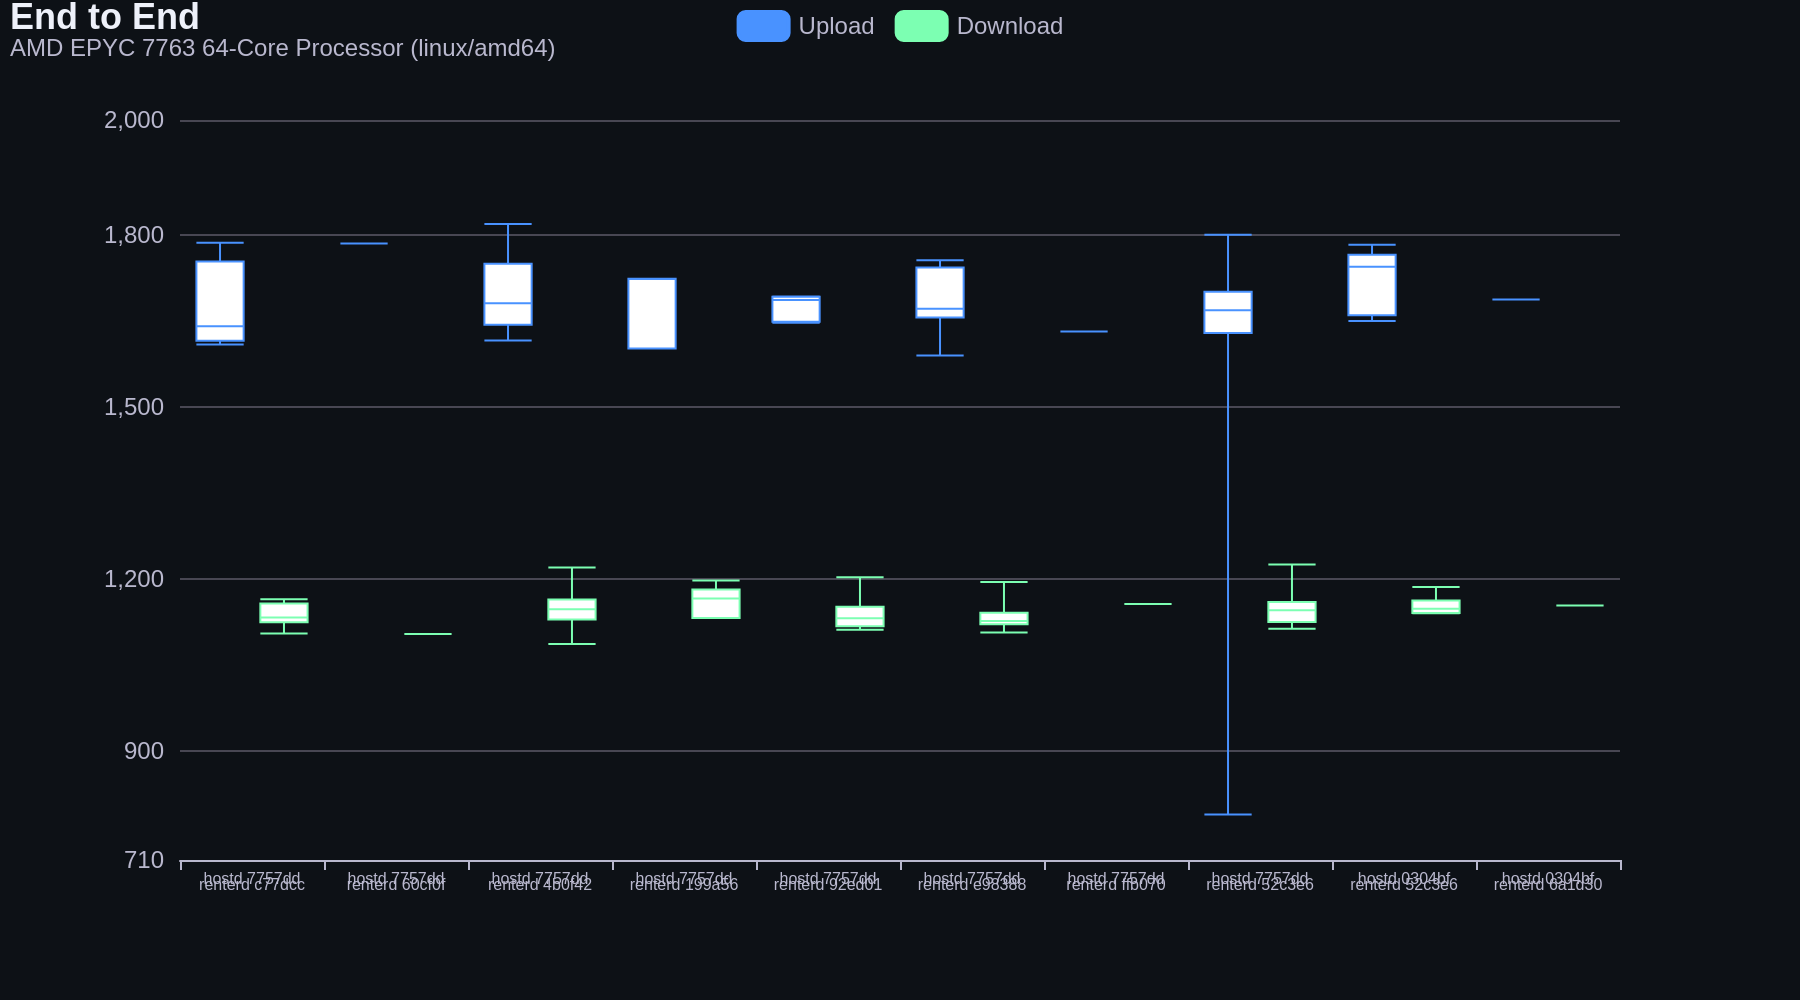 End to End
AMD EPYC 7763 64-Core Processor (linux/amd64)
Upload
Download
2,000
1,800
1,500
1,200
900
710
hostd 7757dd
renterd c77dcc
hostd 7757dd
renterd 60cf0f
hostd 7757dd
renterd 4b0f42
hostd 7757dd
renterd 199a56
hostd 7757dd
renterd 92ed01
hostd 7757dd
renterd e98388
hostd 7757dd
renterd ffb070
hostd 7757dd
renterd 52c3e6
hostd 0304bf
renterd 52c3e6
hostd 0304bf
renterd 6a1d30